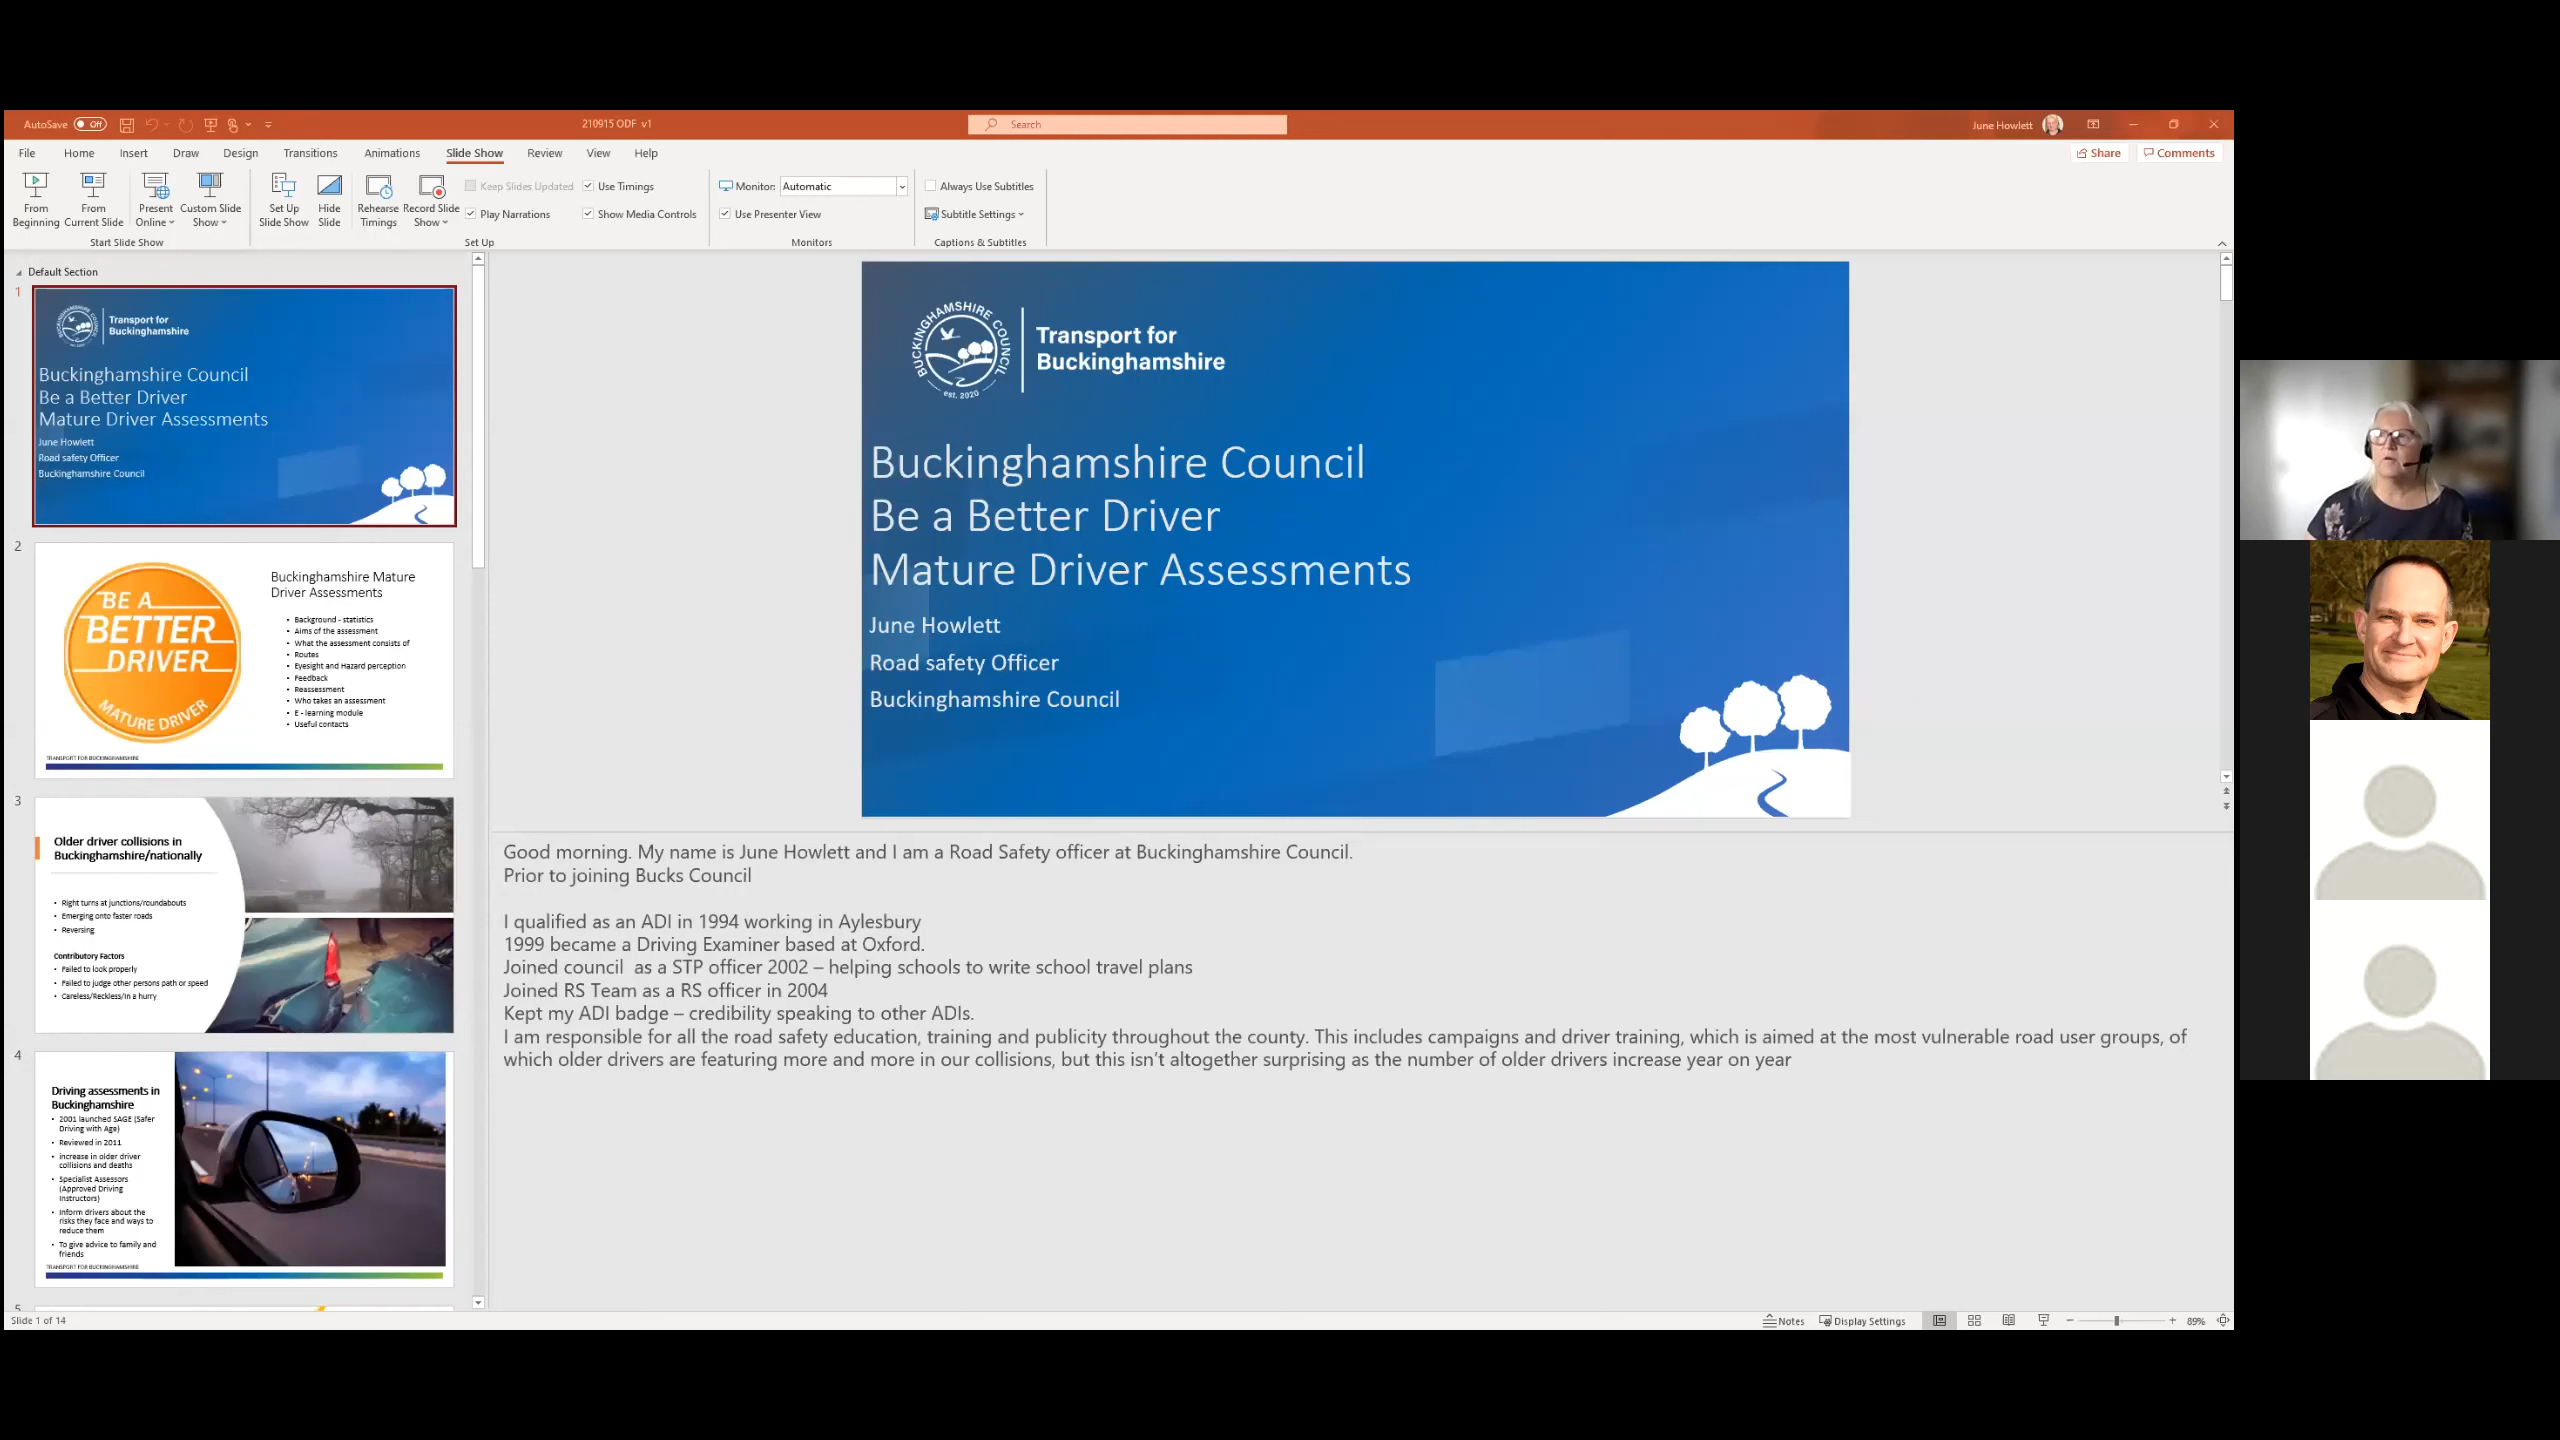 AutoSave Off
210915 ODF v1
Search
June Howlett
File Home Insert Draw Design Transitions Animations Slide Show Review View Help
Share Comments
From Beginning
From Current Slide
Present Online
Custom Slide Show
Set Up Slide Show
Hide Slide
Rehearse Timings
Record Slide Show
Keep Slides Updated
Play Narrations
Use Timings
Show Media Controls
Monitor: Automatic
Use Presenter View
Always Use Subtitles
Subtitle Settings
Start Slide Show
Set Up
Monitors
Captions & Subtitles
Default Section
1
BUCKINGHAMSHIRE COUNCIL
Transport for
Buckinghamshire
Buckinghamshire Council
Be a Better Driver
Mature Driver Assessments
June Howlett
Road safety Officer
Buckinghamshire Council
2
BE A
BETTER
DRIVER
MATURE DRIVER
Buckinghamshire Mature
Driver Assessments
• Background - statistics
• Aims of the assessment
• What the assessment consists of
• Routes
• Eyesight and Hazard perception
• Feedback
• Reassessment
• Who takes an assessment
• E - learning module
• Useful contacts
TRANSPORT FOR BUCKINGHAMSHIRE
3
Older driver collisions in
Buckinghamshire/nationally
• Right turns at junctions/roundabouts
• Emerging onto faster roads
• Reversing
Contributory Factors
• Failed to look properly
• Failed to judge other persons path or speed
• Careless/Reckless/In a hurry
4
Driving assessments in
Buckinghamshire
• 2001 launched SAGE (Safer
Driving with Age)
• Reviewed in 2011
• increase in older driver
collisions and deaths
• Specialist Assessors
(Approved Driving
Instructors)
• Inform drivers about the
risks they face and ways to
reduce them
• To give advice to family and
friends
TRANSPORT FOR BUCKINGHAMSHIRE
5
BUCKINGHAMSHIRE COUNCIL
est. 2020
Transport for
Buckinghamshire
Buckinghamshire Council
Be a Better Driver
Mature Driver Assessments
June Howlett
Road safety Officer
Buckinghamshire Council
Good morning. My name is June Howlett and I am a Road Safety officer at Buckinghamshire Council.
Prior to joining Bucks Council
I qualified as an ADI in 1994 working in Aylesbury
1999 became a Driving Examiner based at Oxford.
Joined council as a STP officer 2002 – helping schools to write school travel plans
Joined RS Team as a RS officer in 2004
Kept my ADI badge – credibility speaking to other ADIs.
I am responsible for all the road safety education, training and publicity throughout the county. This includes campaigns and driver training, which is aimed at the most vulnerable road user groups, of
which older drivers are featuring more and more in our collisions, but this isn't altogether surprising as the number of older drivers increase year on year
Slide 1 of 14
Notes Display Settings 89%